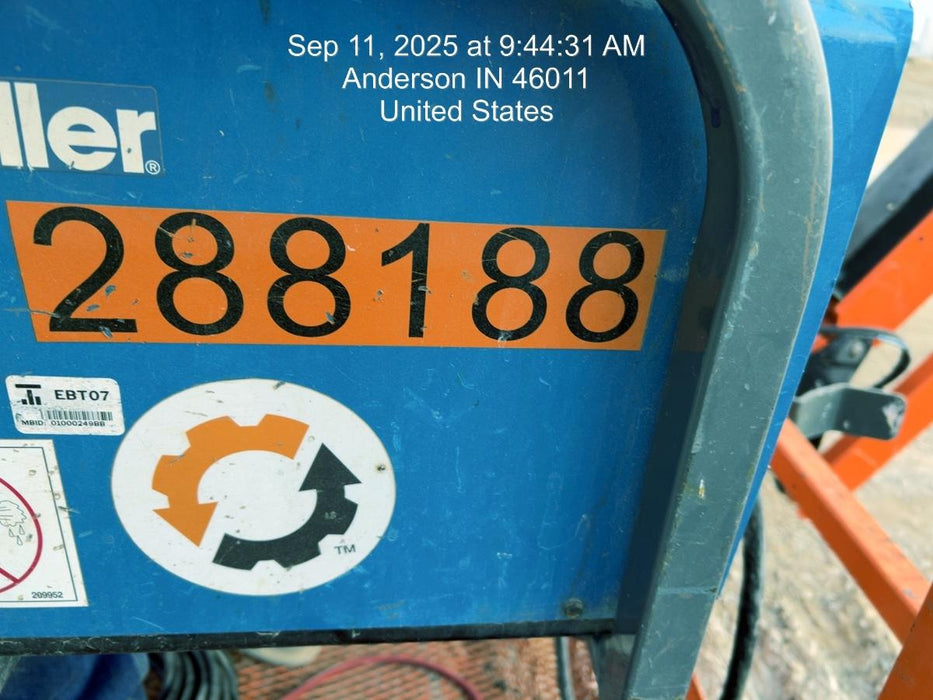 Sep 11, 2025 at 9:44:31 AM
Anderson IN 46011
United States
ller®
288188
EBT07
MBID: 01000249BB
TM
209952